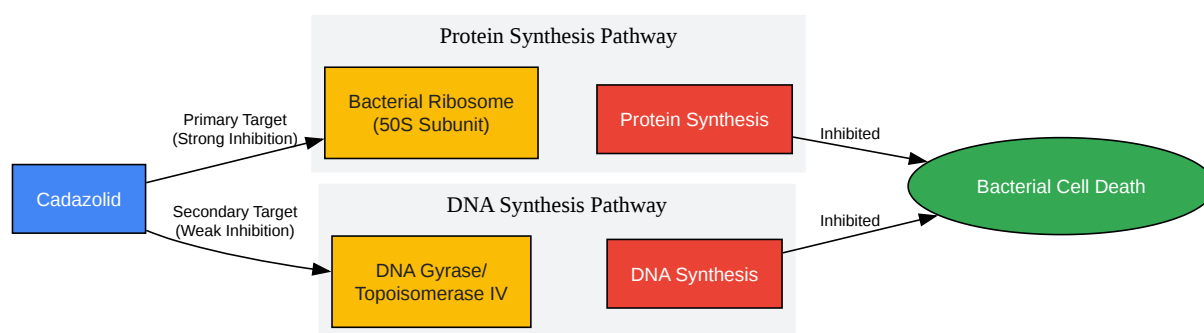 Protein Synthesis Pathway
Bacterial Ribosome
(50S Subunit)
Protein Synthesis
Primary Target
(Strong Inhibition)
Inhibited
Cadazolid
Bacterial Cell Death
Secondary Target
(Weak Inhibition)
DNA Synthesis Pathway
Inhibited
DNA Gyrase/
Topoisomerase IV
DNA Synthesis